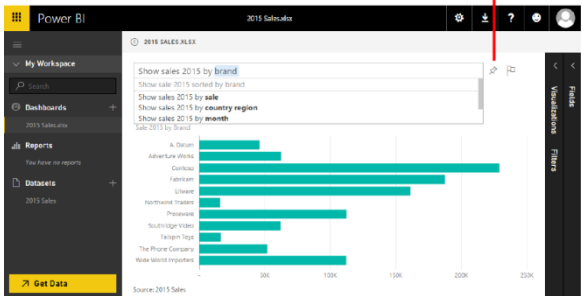 Power BI
2015 Sales.xlsx
?
2015 SALES.XLSX
My Workspace
Search
Dashboards
2015 Sales.xlsx
Reports
You have no reports
Datasets
2015 Sales
Get Data
Show sales 2015 by brand
Show sale 2015 sorted by brand
Show sales 2015 by sale
Show sales 2015 by country region
Show sales 2015 by month
Sale 2015 by Brand
A. Datum
Adventure Works
Contoso
Fabrikam
Litware
Northwind Traders
Proseware
Southridge Video
Tailspin Toys
The Phone Company
Wide World Importers
50K
100K
150K
200K
250K
Source: 2015 Sales
Visualizations
Filters
Fields